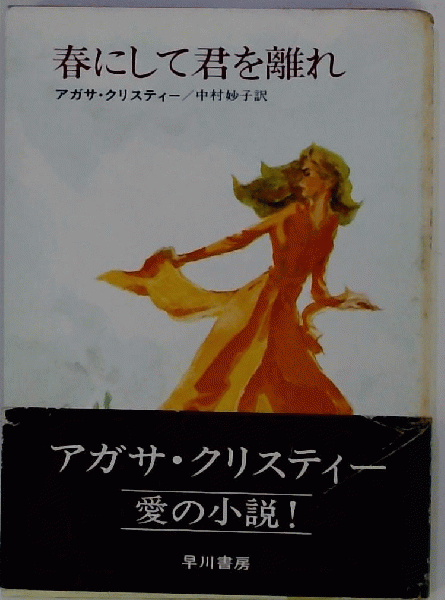 春にして君を離れ
アガサ・クリスティー/中村妙子訳
アガサ・クリスティー
愛の小説!
早川書房